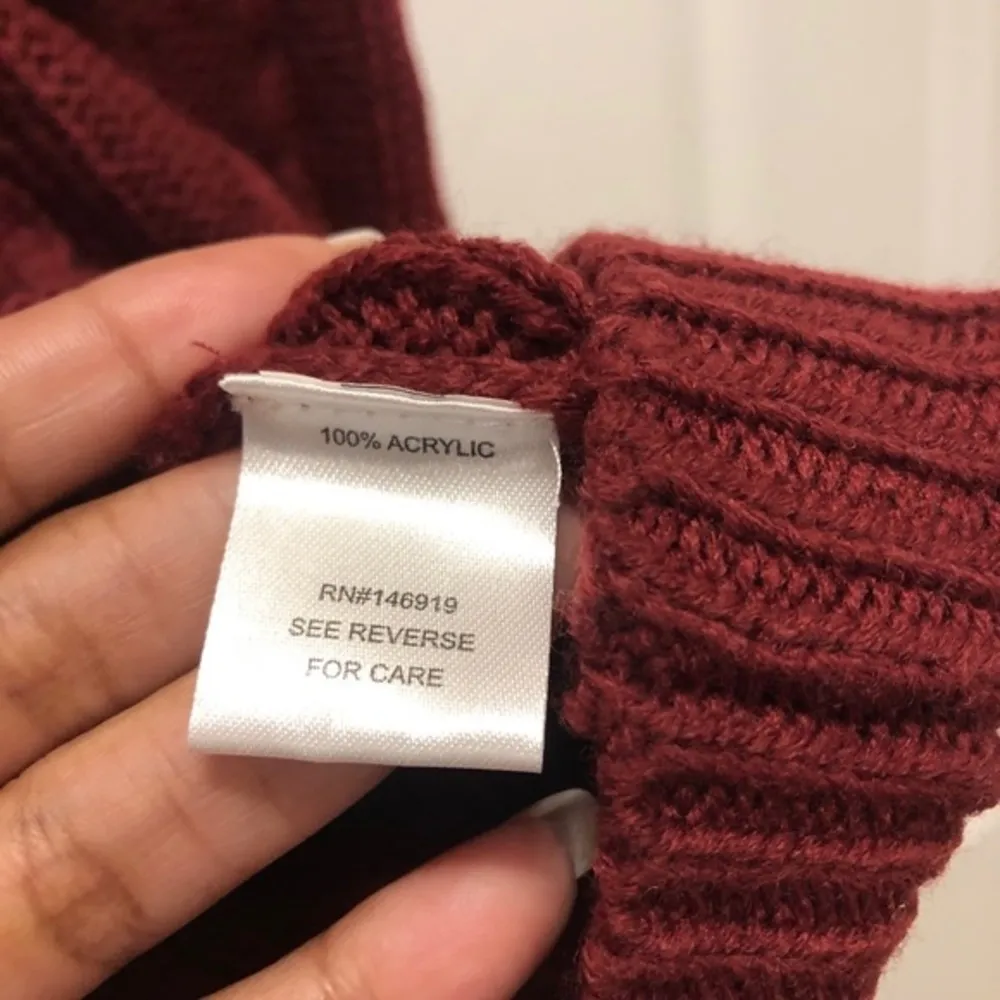 100% ACRYLIC
RN#146919
SEE REVERSE
FOR CARE